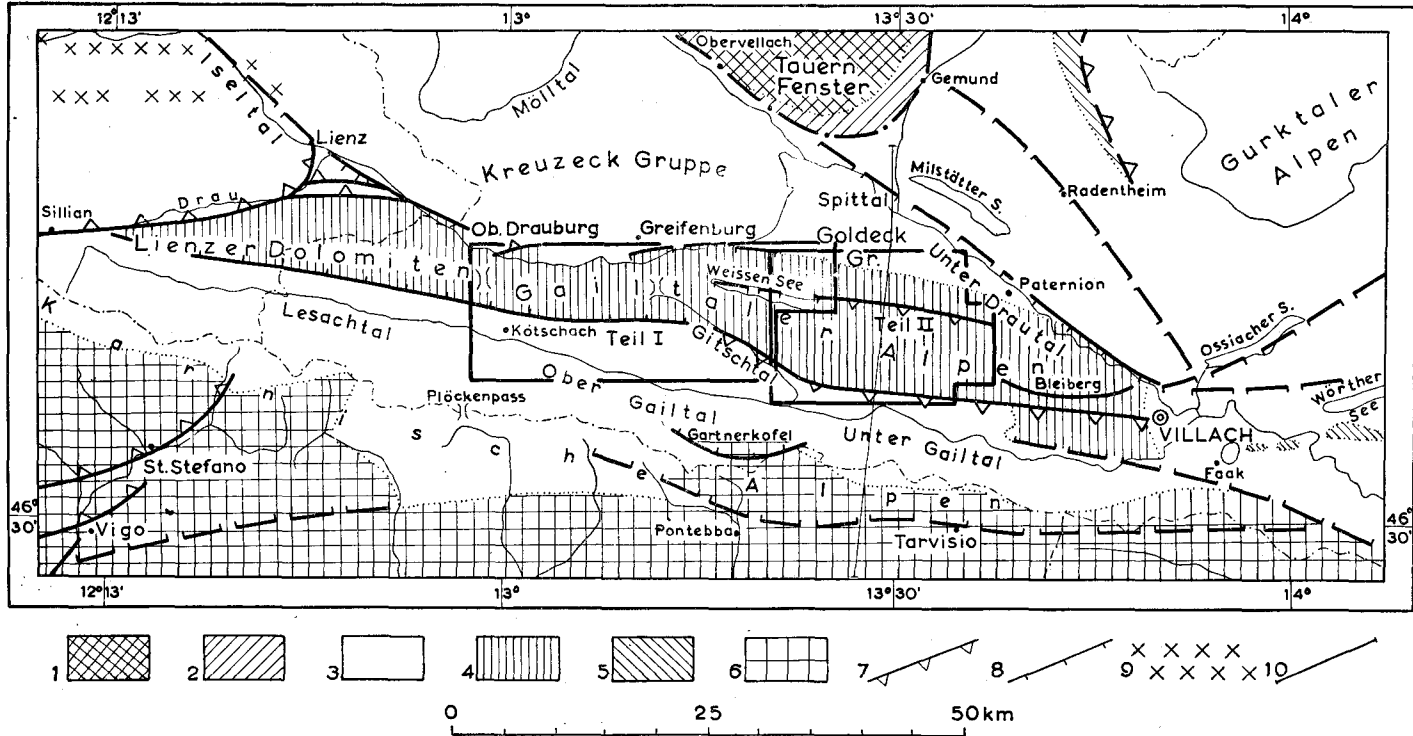 12°13' 13° 13°30' 14°
Obervellach
Tauern
Fenster
Gemund
Iseltal
Mölltal
Lienz
Kreuzeck Gruppe
Gurktaler
Alpen
Milstätter S.
Radentheim
Spittal
Drau
Sillian
Ob. Drauburg
Greifenburg
Goldeck
Gr.
Lienzer Dolomiten
Unter Drautal
Paternion
Weissen See
Gailtaler Alpen
Lesachtal
Kötschach
Teil I
Teil II
Gitschtal
Ossiacher S.
Bleiberg
Wörther
See
Karnische Alpen
Ober
Gailtal
Plöckenpass
Gartnerkofel
Unter Gailtal
VILLACH
Faak
St. Stefano
46°
30'
46°
30'
Vigo
Pontebba
Tarvisio
12°13' 13° 13°30' 14°
1 2 3 4 5 6 7 8 9 10
0 25 50 km